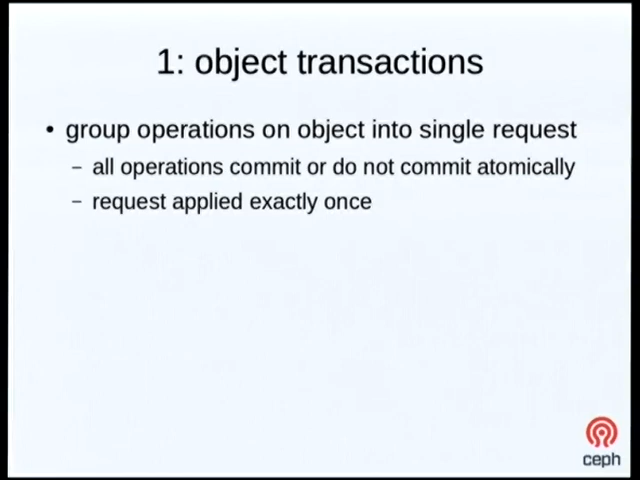 1: object transactions
• group operations on object into single request
– all operations commit or do not commit atomically
– request applied exactly once
ceph